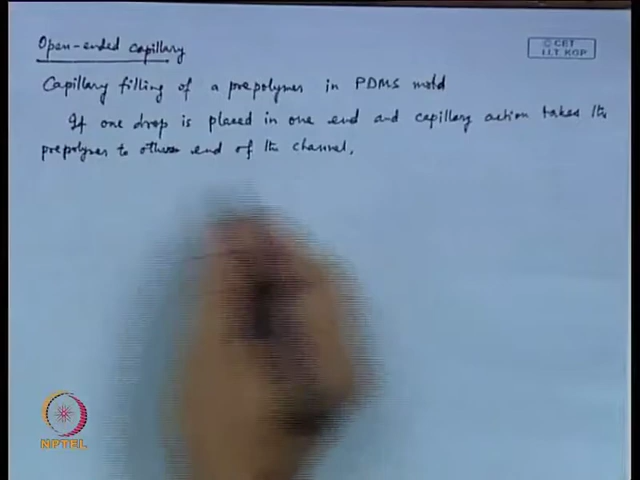 Open-ended capillary
© CET
I.I.T. KGP
Capillary filling of a prepolymer in PDMS mold
If one drop is placed in one end and capillary action takes the
prepolymer to other end of the channel.
NPTEL